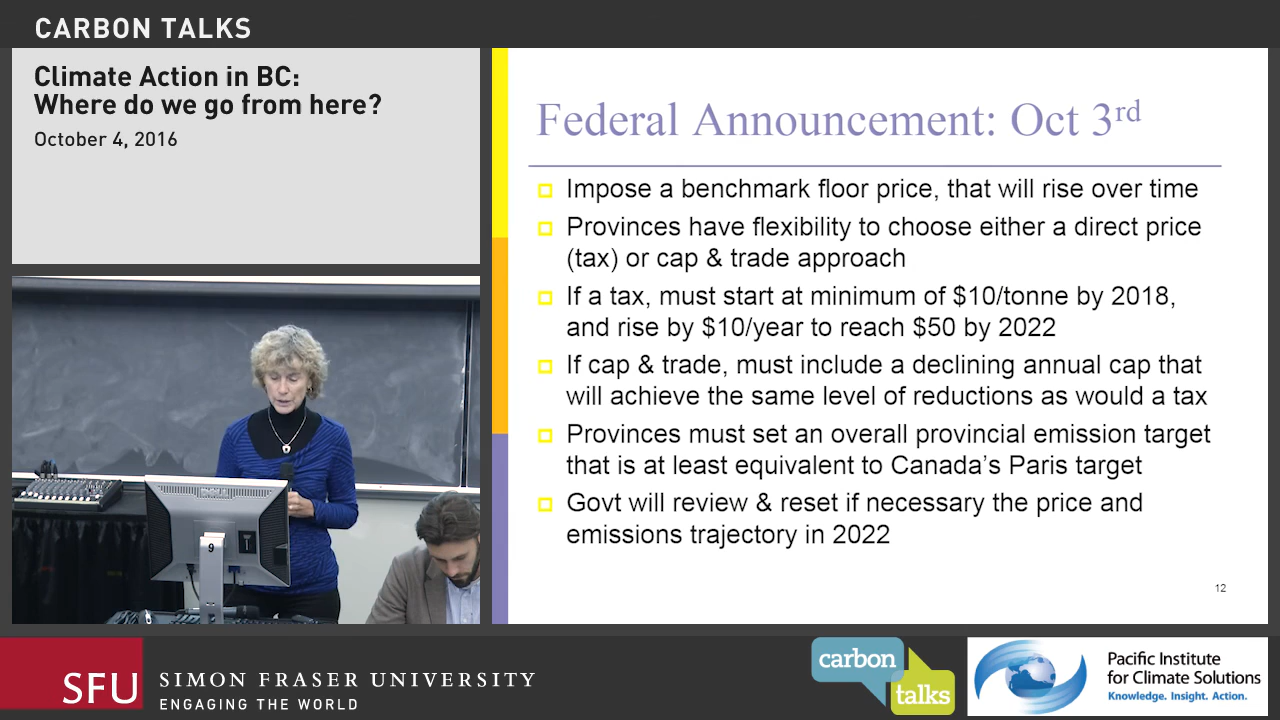 CARBON TALKS
Climate Action in BC:
Where do we go from here?
October 4, 2016
Federal Announcement: Oct 3rd
Impose a benchmark floor price, that will rise over time
Provinces have flexibility to choose either a direct price
(tax) or cap & trade approach
If a tax, must start at minimum of $10/tonne by 2018,
and rise by $10/year to reach $50 by 2022
If cap & trade, must include a declining annual cap that
will achieve the same level of reductions as would a tax
Provinces must set an overall provincial emission target
that is at least equivalent to Canada's Paris target
Govt will review & reset if necessary the price and
emissions trajectory in 2022
12
9
SFU
SIMON FRASER UNIVERSITY
ENGAGING THE WORLD
carbon
talks
Pacific Institute
for Climate Solutions
Knowledge. Insight. Action.